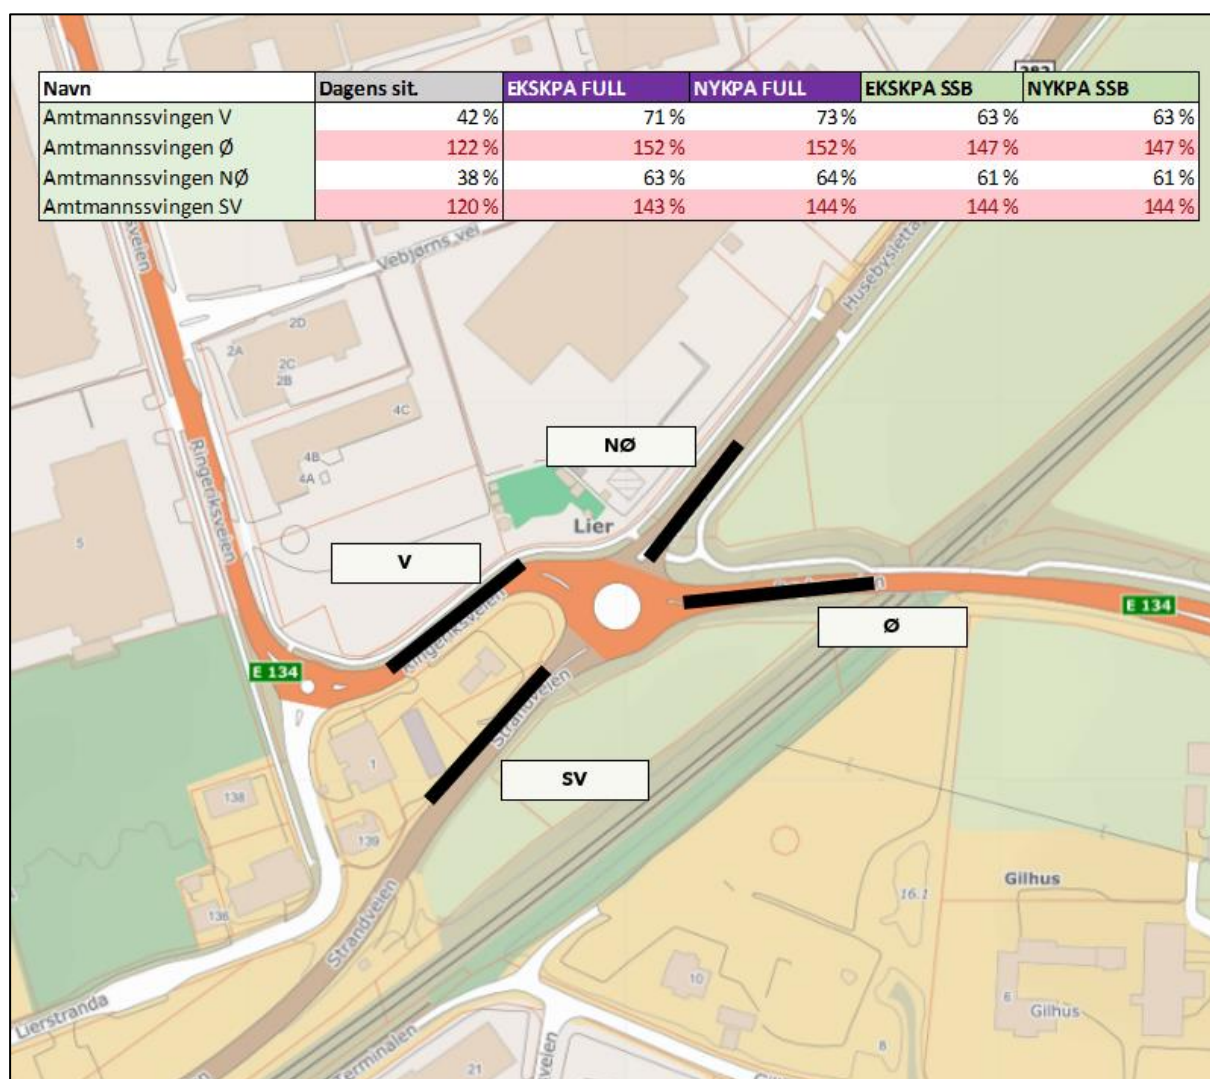 Navn Dagens sit. EKSKPA FULL NYKPA FULL EKSKPA SSB NYKPA SSB
Amtmannssvingen V 42 % 71 % 73 % 63 % 63 %
Amtmannssvingen Ø 122 % 152 % 152 % 147 % 147 %
Amtmannssvingen NØ 38 % 63 % 64 % 61 % 61 %
Amtmannssvingen SV 120 % 143 % 144 % 144 % 144 %
Vebjørns vei
2D
2A
2C
2B
4C
4B
4A
Ringeriksveien
5
NØ
Lier
V
Ø
E 134
E 134
Ringeriksveien
Strandveien
SV
1
138
139
136
Strandveien
Lierstranda
Terminalen
16.1
Gilhus
10
6
Gilhus
8
21